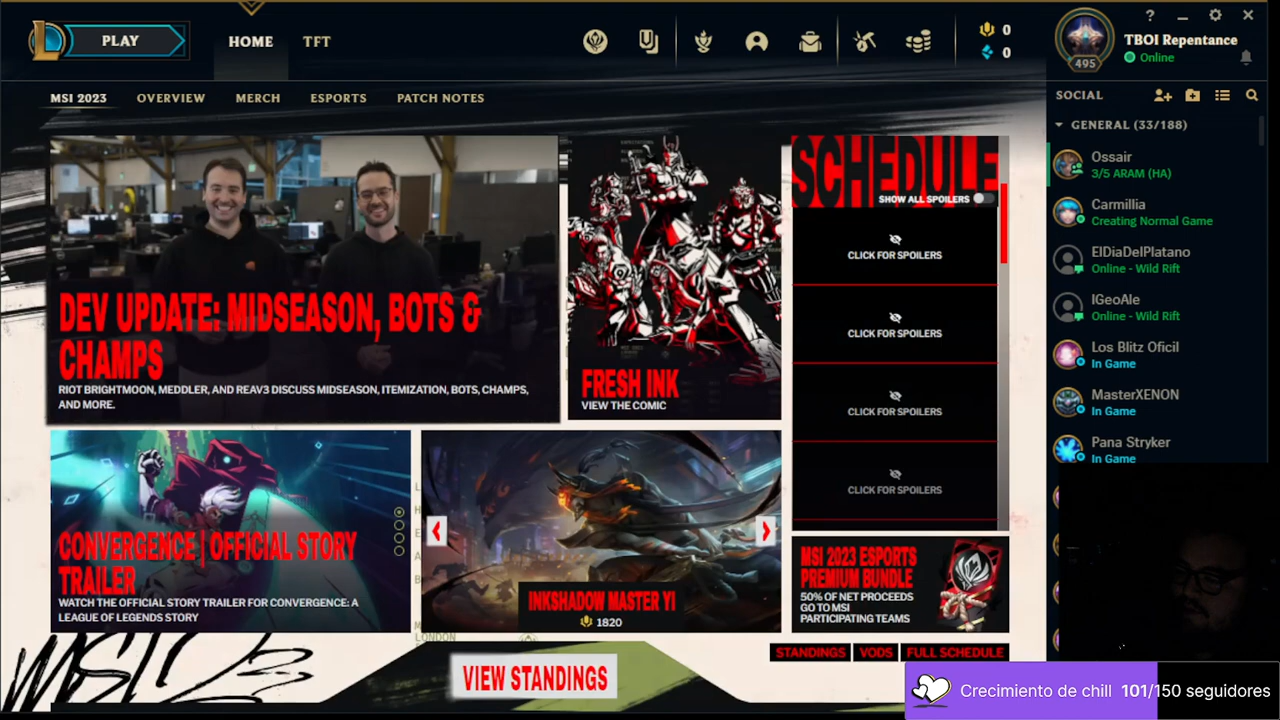 PLAY
HOME
TFT
0
0
?
TBOI Repentance
Online
495
MSI 2023
OVERVIEW
MERCH
ESPORTS
PATCH NOTES
SOCIAL
GENERAL (33/188)
Ossair
3/5 ARAM (HA)
Carmillia
Creating Normal Game
ElDiaDelPlatano
Online - Wild Rift
IGeoAle
Online - Wild Rift
Los Blitz Oficil
In Game
MasterXENON
In Game
Pana Stryker
In Game
DEV UPDATE: MIDSEASON, BOTS &
CHAMPS
RIOT BRIGHTMOON, MEDDLER, AND REAV3 DISCUSS MIDSEASON, ITEMIZATION, BOTS, CHAMPS,
AND MORE.
FRESH INK
VIEW THE COMIC
SCHEDULE
SHOW ALL SPOILERS
CLICK FOR SPOILERS
CLICK FOR SPOILERS
CLICK FOR SPOILERS
CLICK FOR SPOILERS
CONVERGENCE | OFFICIAL STORY
TRAILER
WATCH THE OFFICIAL STORY TRAILER FOR CONVERGENCE: A
LEAGUE OF LEGENDS STORY
INKSHADOW MASTER YI
1820
MSI 2023 ESPORTS
PREMIUM BUNDLE
50% OF NET PROCEEDS
GO TO MSI
PARTICIPATING TEAMS
LONDON
STANDINGS
VODS
FULL SCHEDULE
VIEW STANDINGS
Crecimiento de chill 101/150 seguidores